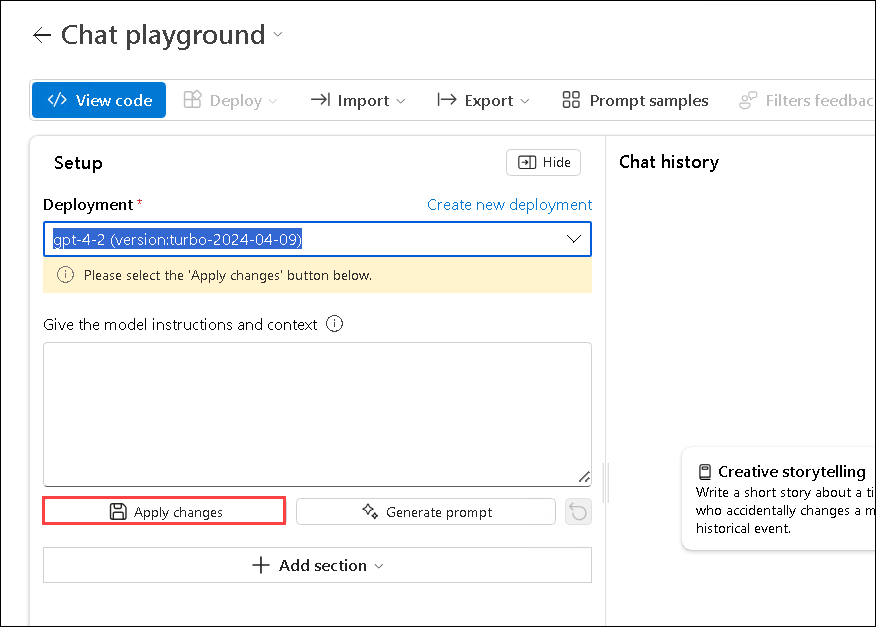 Chat playground
View code Deploy Import Export Prompt samples Filters
Setup Hide
Deployment * Create new deployment
gpt-4-2 (version:turbo-2024-04-09)
Please select the 'Apply changes' button below.
Give the model instructions and context
Apply changes Generate prompt
Add section
Chat history
Creative storytelling
Write a short story about a
who accidentally changes a
historical event.